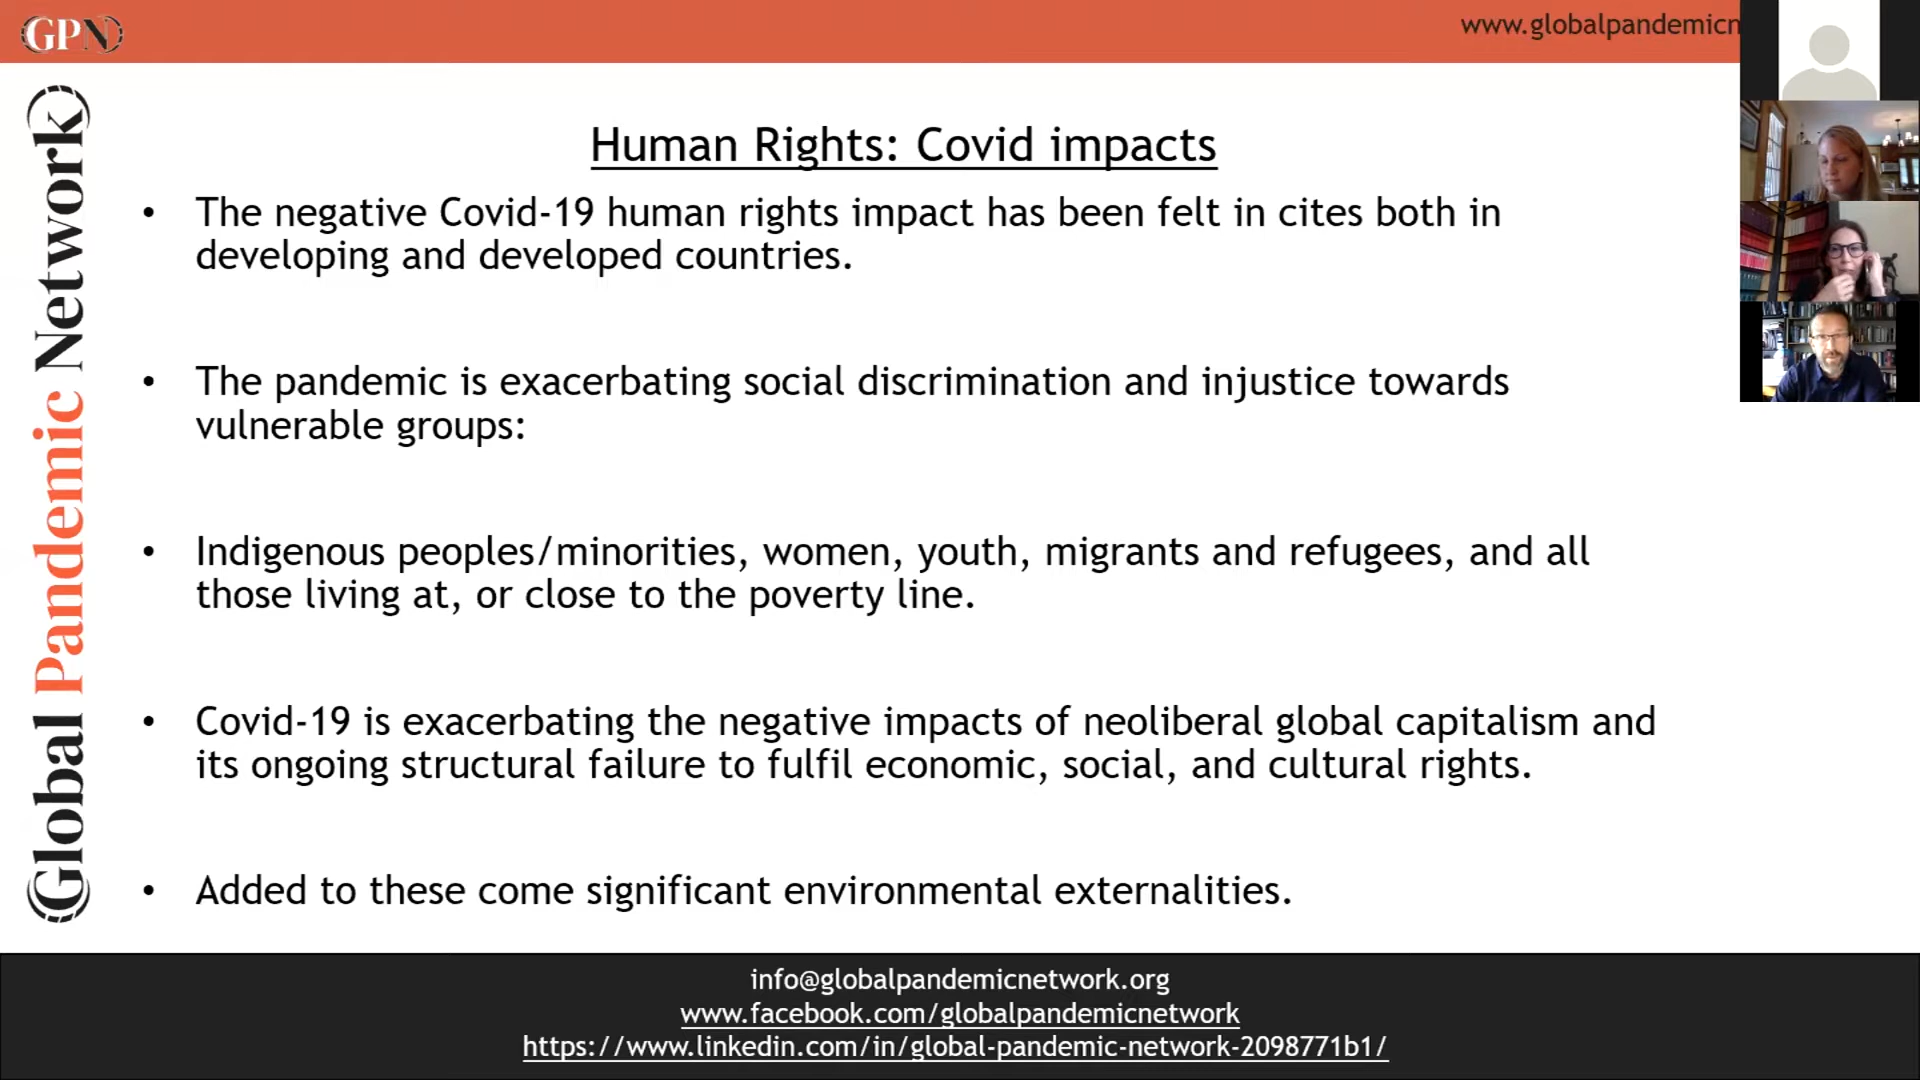 GPN
www.globalpandemicn
Global Pandemic Network
Human Rights: Covid impacts
• The negative Covid-19 human rights impact has been felt in cites both in
developing and developed countries.
• The pandemic is exacerbating social discrimination and injustice towards
vulnerable groups:
• Indigenous peoples/minorities, women, youth, migrants and refugees, and all
those living at, or close to the poverty line.
• Covid-19 is exacerbating the negative impacts of neoliberal global capitalism and
its ongoing structural failure to fulfil economic, social, and cultural rights.
• Added to these come significant environmental externalities.
info@globalpandemicnetwork.org
www.facebook.com/globalpandemicnetwork
https://www.linkedin.com/in/global-pandemic-network-2098771b1/